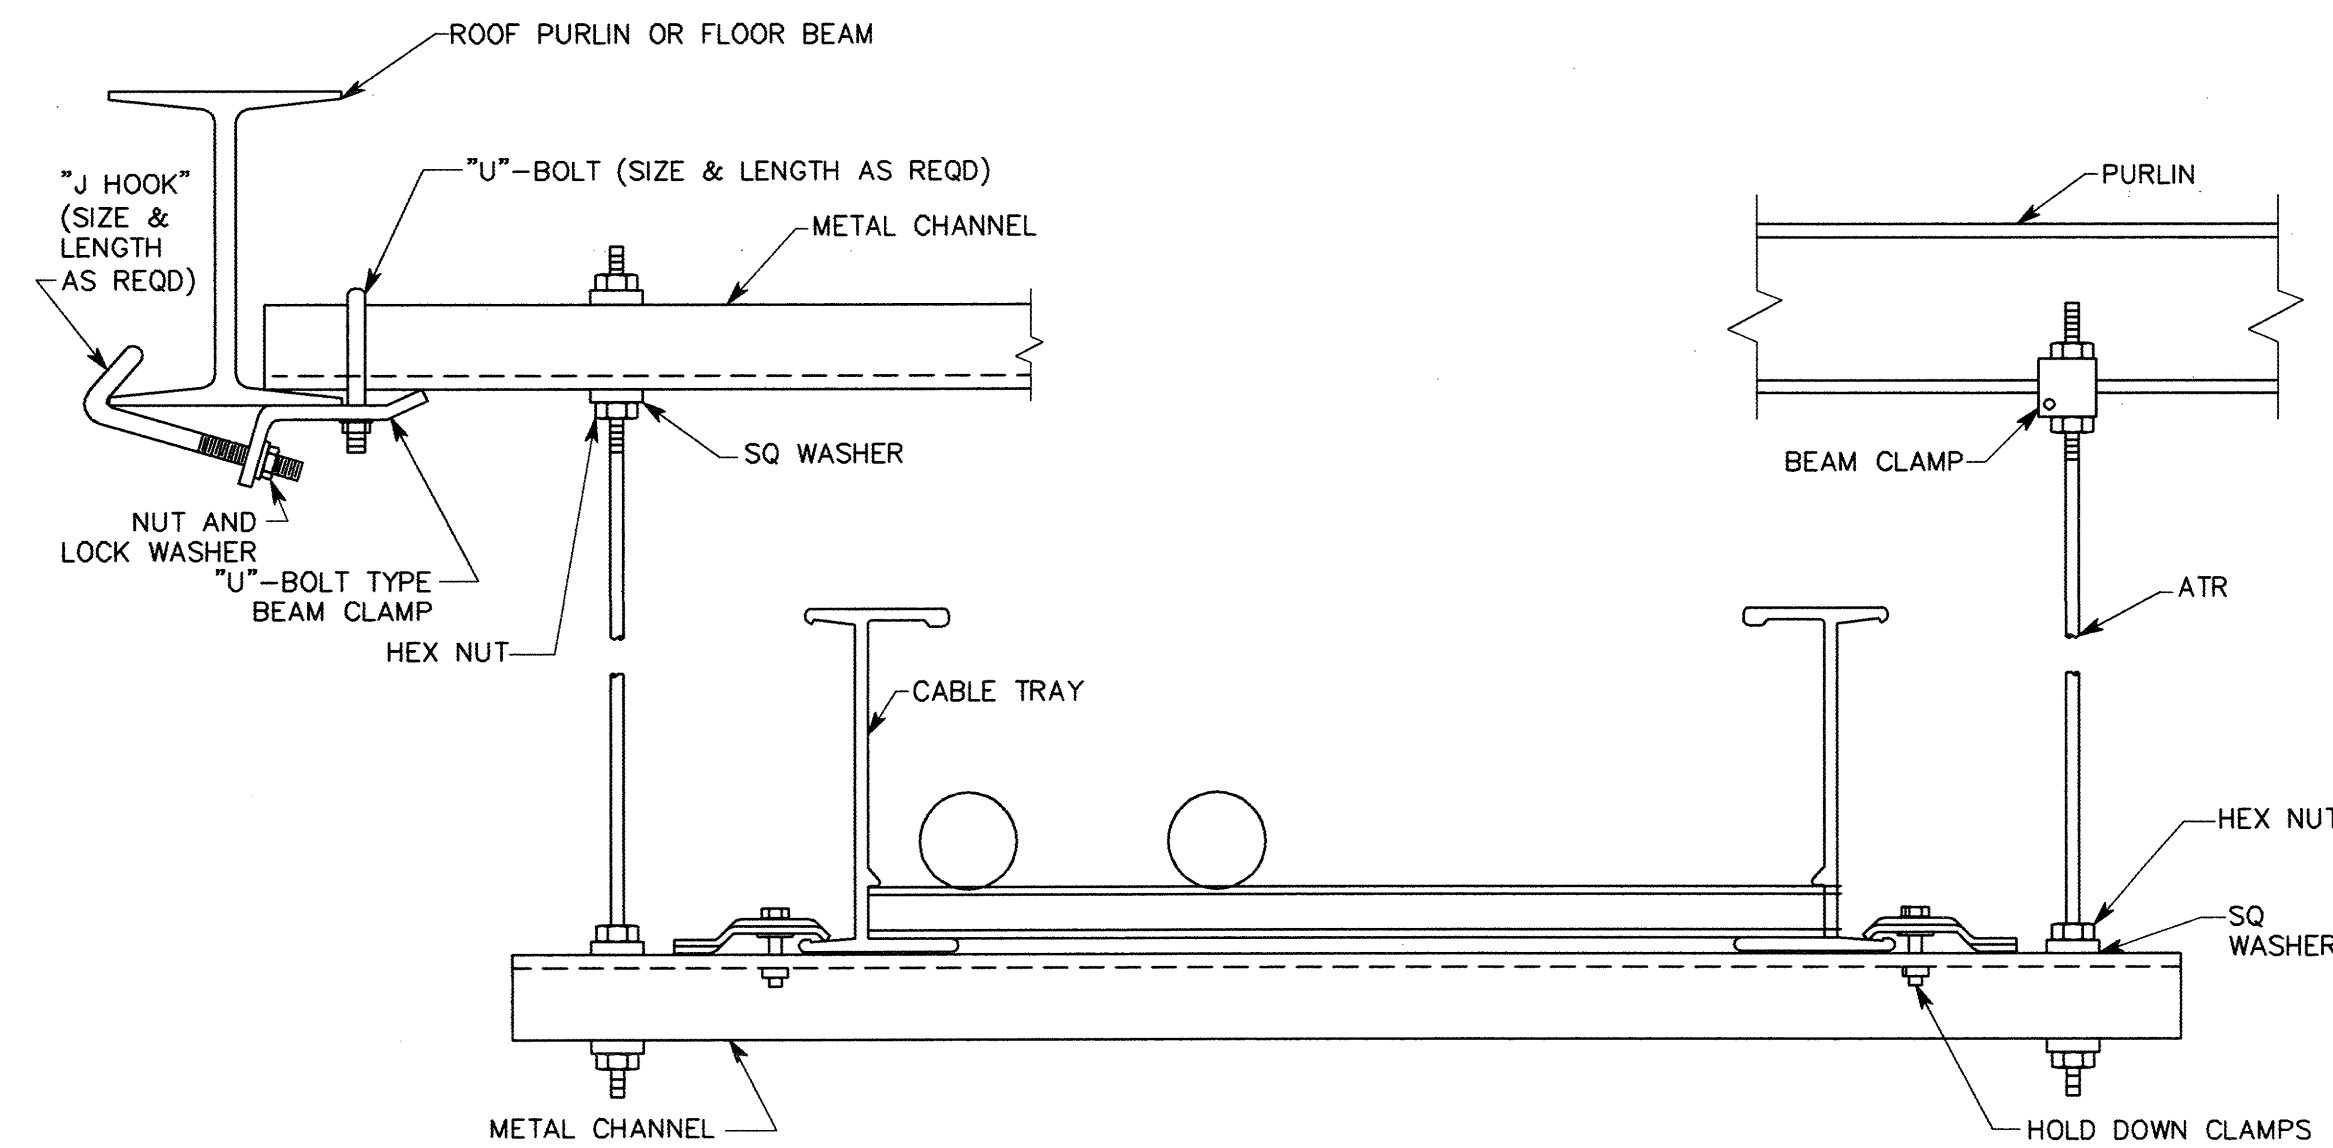 ROOF PURLIN OR FLOOR BEAM
"J HOOK"
(SIZE &
LENGTH
AS REQD)
"U"-BOLT (SIZE & LENGTH AS REQD)
METAL CHANNEL
PURLIN
SQ WASHER
BEAM CLAMP
NUT AND
LOCK WASHER
"U"-BOLT TYPE
BEAM CLAMP
HEX NUT
ATR
CABLE TRAY
HEX NUT
SQ
WASHER
METAL CHANNEL
HOLD DOWN CLAMPS